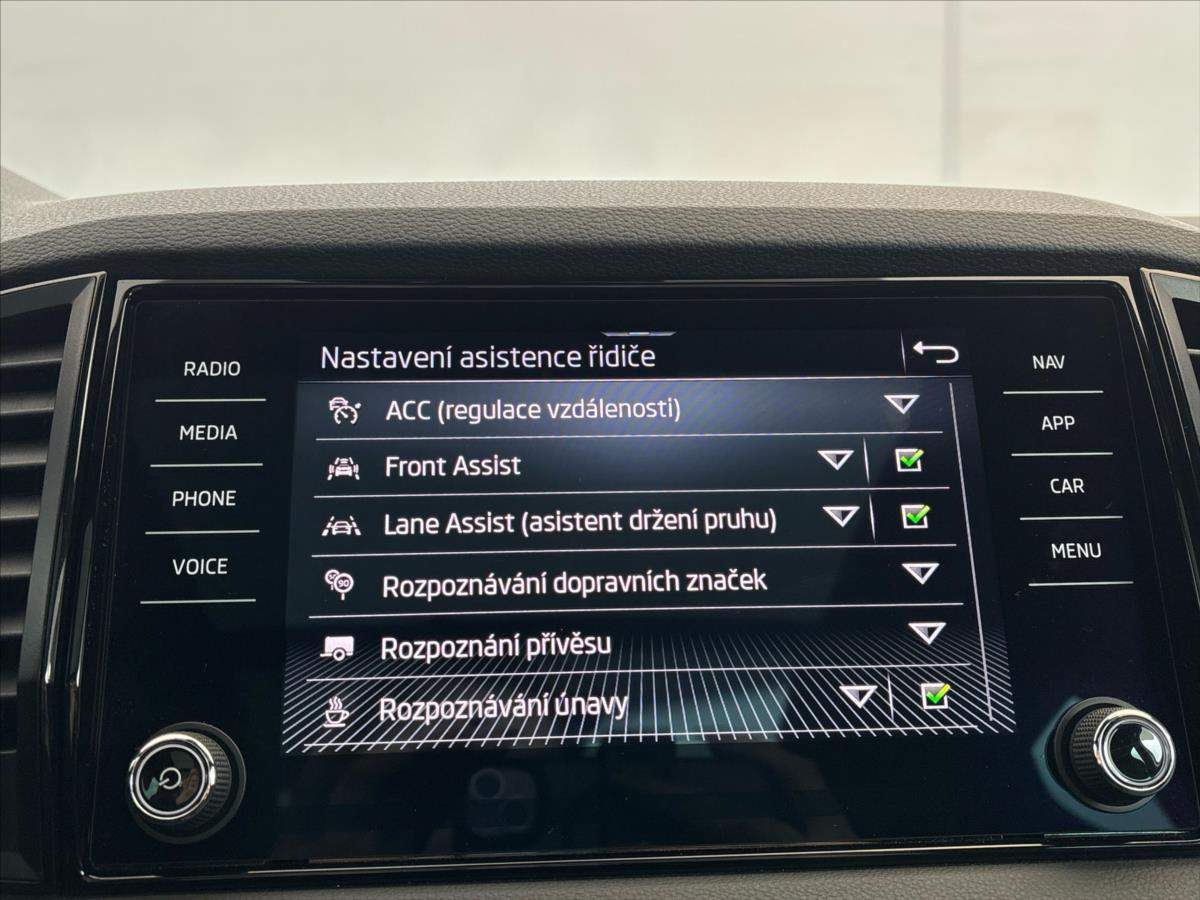 Nastavení asistence řidiče
ACC (regulace vzdálenosti)
Front Assist
Lane Assist (asistent držení pruhu)
Rozpoznávání dopravních značek
90
Rozpoznání přívěsu
Rozpoznávání únavy
RADIO
MEDIA
PHONE
VOICE
NAV
APP
CAR
MENU